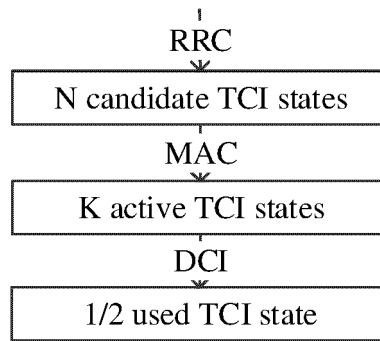 RRC
N candidate TCI states
MAC
K active TCI states
DCI
1/2 used TCI state